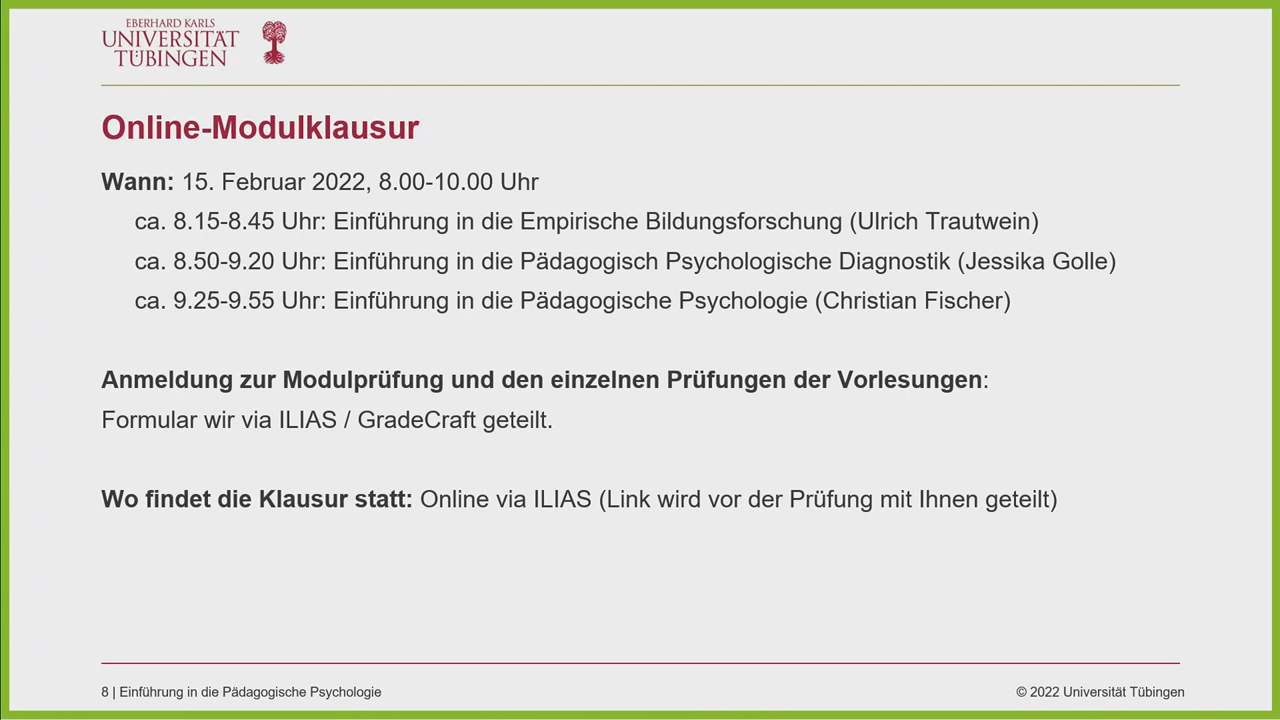 EBERHARD KARLS
UNIVERSITÄT
TÜBINGEN
Online-Modulklausur
Wann: 15. Februar 2022, 8.00-10.00 Uhr
ca. 8.15-8.45 Uhr: Einführung in die Empirische Bildungsforschung (Ulrich Trautwein)
ca. 8.50-9.20 Uhr: Einführung in die Pädagogisch Psychologische Diagnostik (Jessika Golle)
ca. 9.25-9.55 Uhr: Einführung in die Pädagogische Psychologie (Christian Fischer)
Anmeldung zur Modulprüfung und den einzelnen Prüfungen der Vorlesungen:
Formular wir via ILIAS / GradeCraft geteilt.
Wo findet die Klausur statt: Online via ILIAS (Link wird vor der Prüfung mit Ihnen geteilt)
8 | Einführung in die Pädagogische Psychologie
© 2022 Universität Tübingen